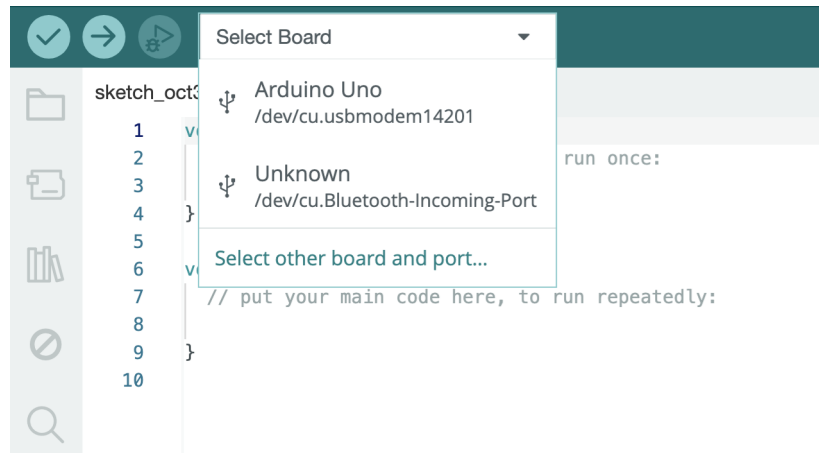 Select Board
Arduino Uno
/dev/cu.usbmodem14201
Unknown
/dev/cu.Bluetooth-Incoming-Port
Select other board and port...
sketch_oct3
1 v
2 run once:
3
4 }
5
6 v
7 // put your main code here, to run repeatedly:
8
9 }
10